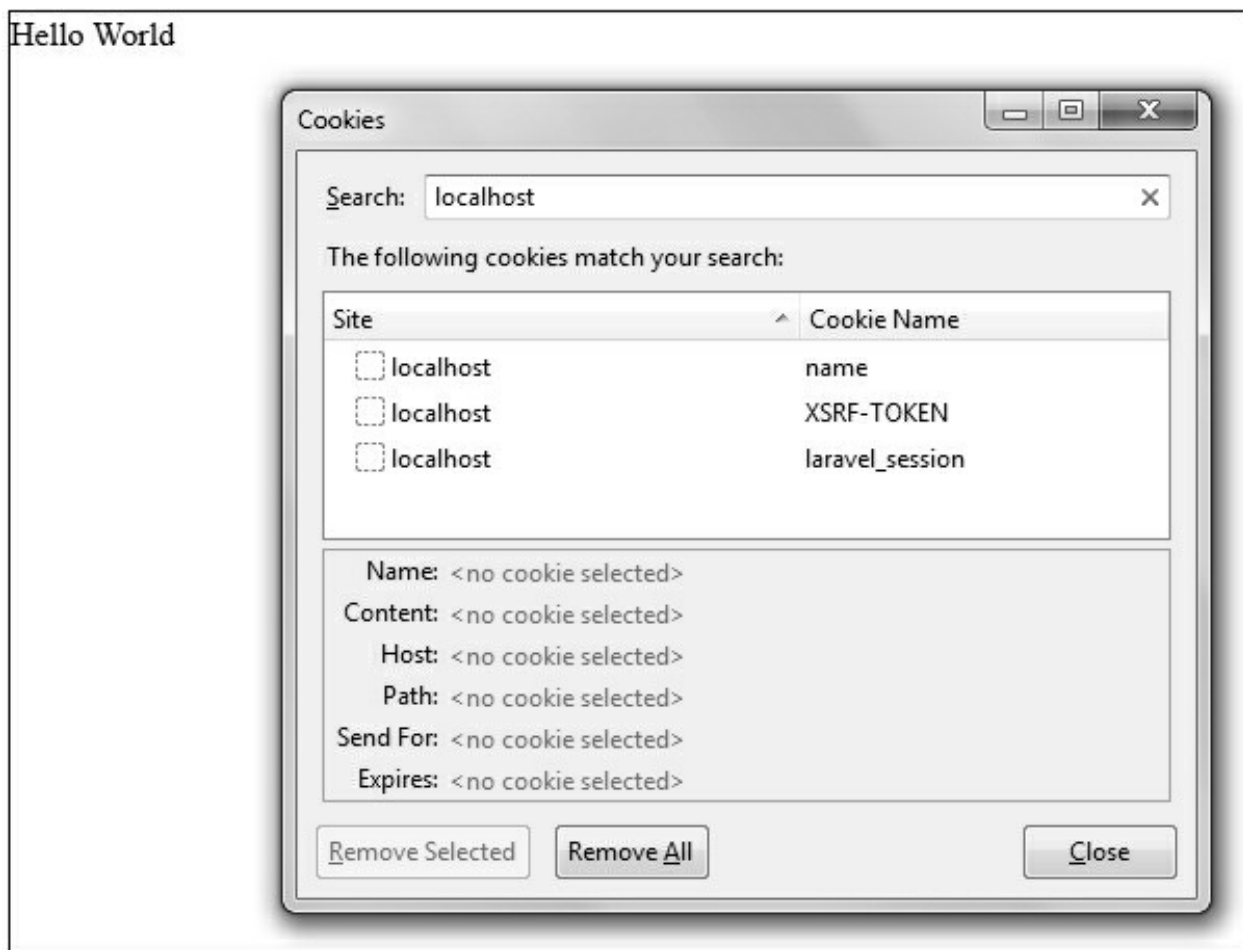 Hello World
Cookies
Search: localhost
The following cookies match your search:
Site Cookie Name
localhost name
localhost XSRF-TOKEN
localhost laravel_session
Name: <no cookie selected>
Content: <no cookie selected>
Host: <no cookie selected>
Path: <no cookie selected>
Send For: <no cookie selected>
Expires: <no cookie selected>
Remove Selected Remove All Close